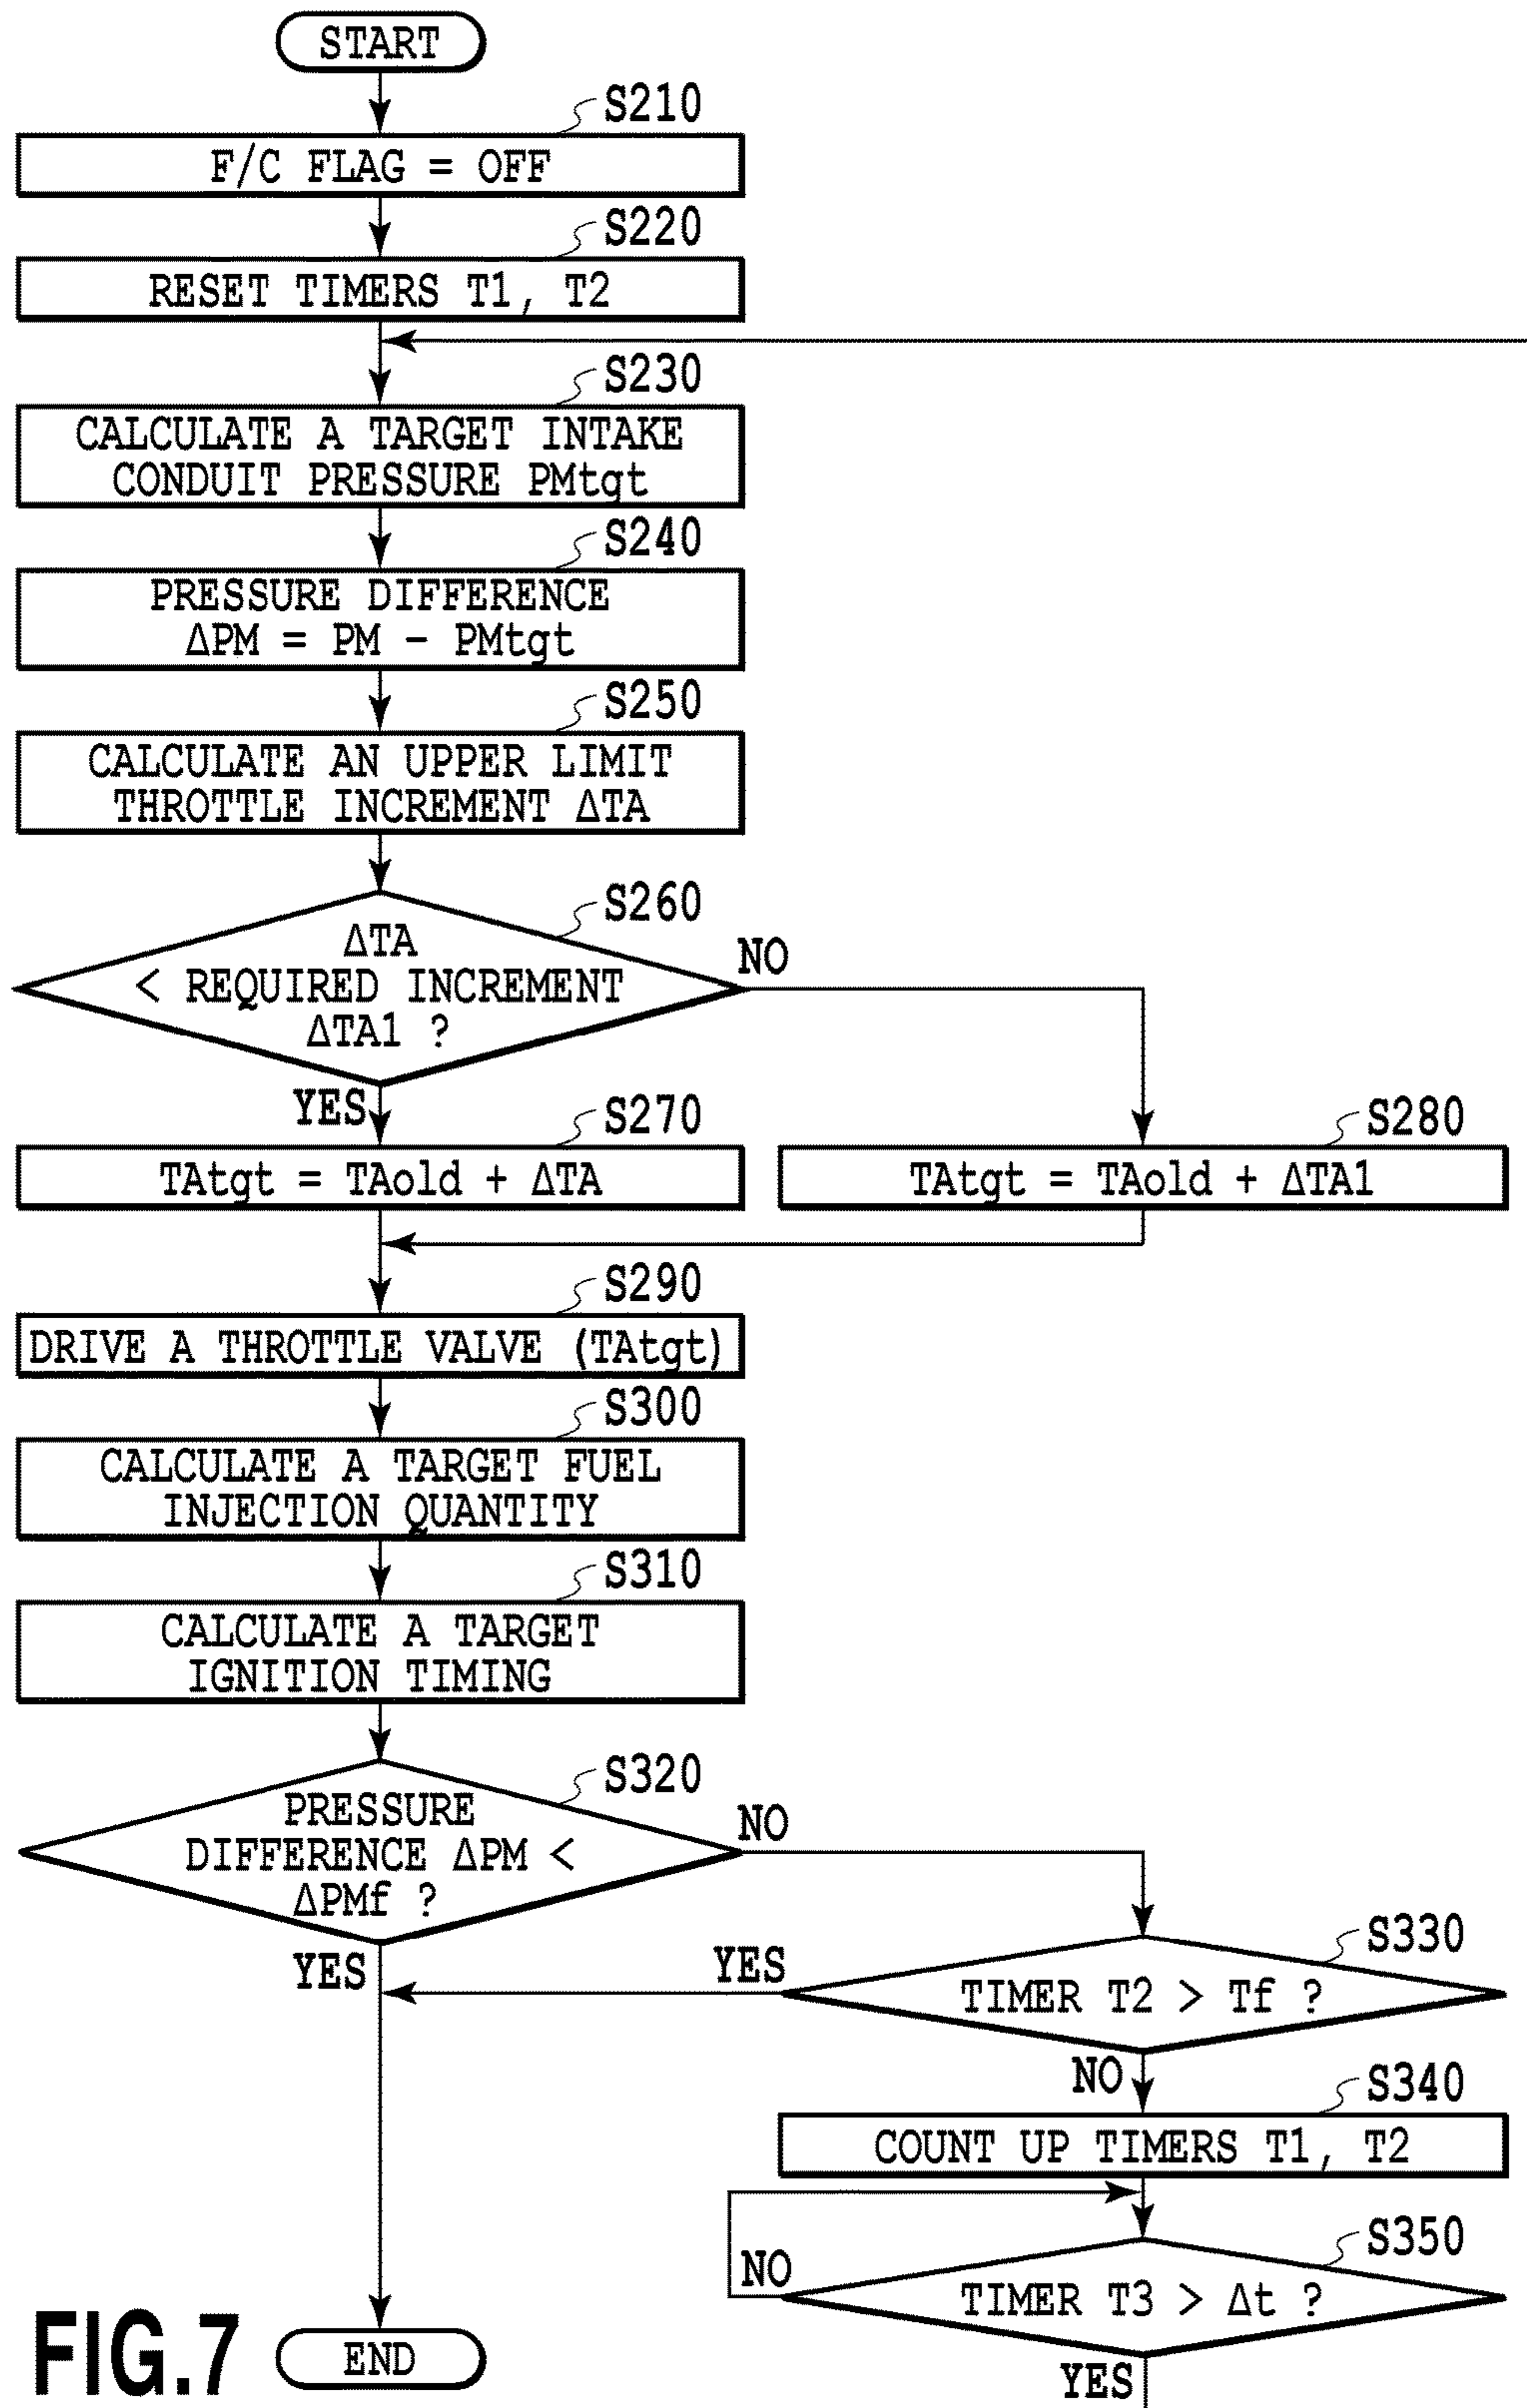 START
S210
F/C FLAG = OFF
S220
RESET TIMERS T1, T2
S230
CALCULATE A TARGET INTAKE
CONDUIT PRESSURE PMtgt
S240
PRESSURE DIFFERENCE
ΔPM = PM - PMtgt
S250
CALCULATE AN UPPER LIMIT
THROTTLE INCREMENT ΔTA
S260
ΔTA
< REQUIRED INCREMENT
ΔTA1 ?
NO
YES
S270
TAtgt = TAold + ΔTA
S280
TAtgt = TAold + ΔTA1
S290
DRIVE A THROTTLE VALVE (TAtgt)
S300
CALCULATE A TARGET FUEL
INJECTION QUANTITY
S310
CALCULATE A TARGET
IGNITION TIMING
S320
PRESSURE
DIFFERENCE ΔPM <
ΔPMf ?
NO
YES
S330
TIMER T2 > Tf ?
YES
NO
S340
COUNT UP TIMERS T1, T2
S350
TIMER T3 > Δt ?
NO
YES
END
FIG.7